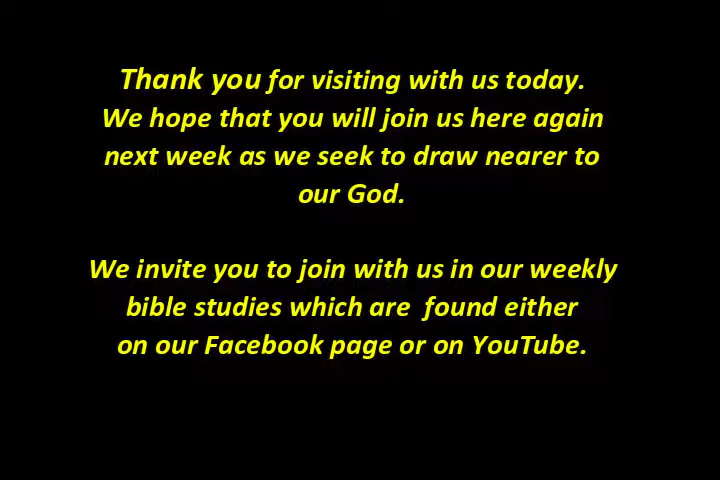 Thank you for visiting with us today.
We hope that you will join us here again
next week as we seek to draw nearer to
our God.
We invite you to join with us in our weekly
bible studies which are  found either
on our Facebook page or on YouTube.